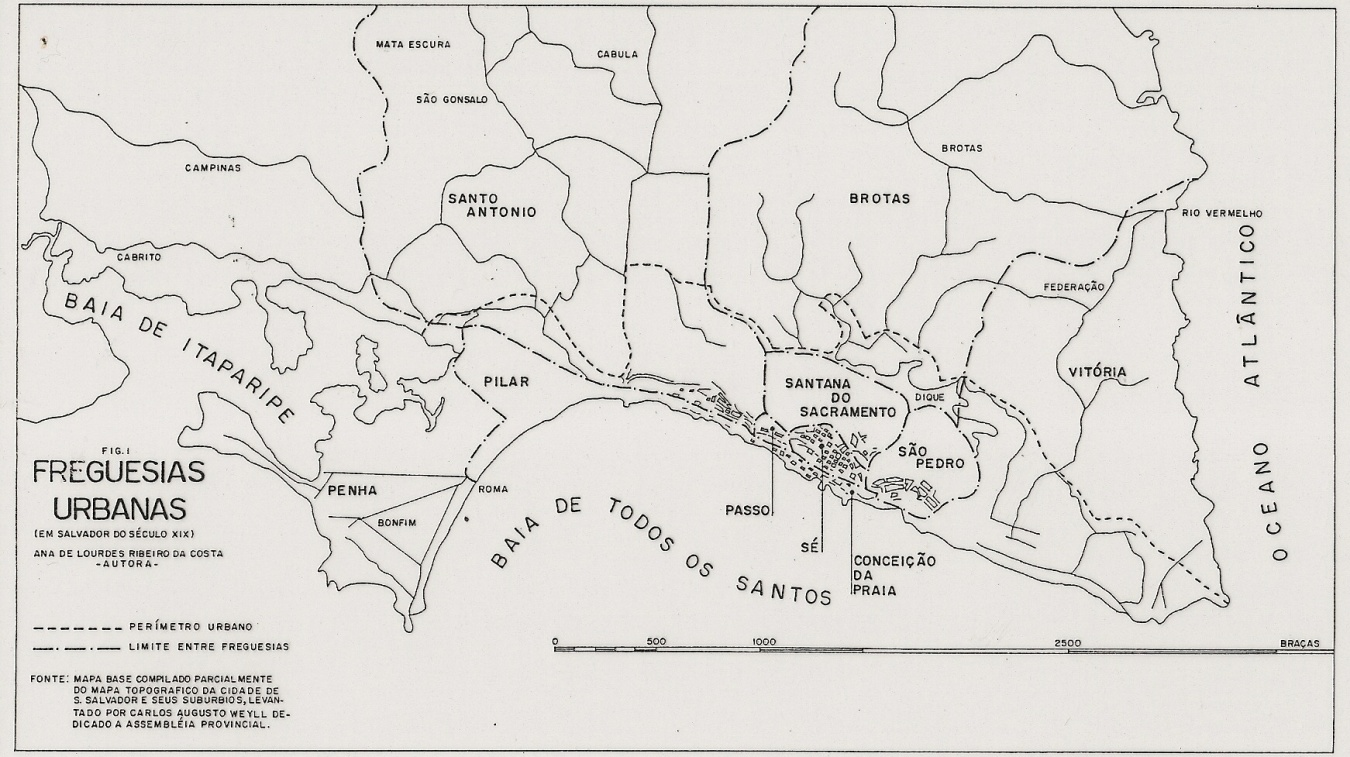 MATA ESCURA
CABULA
SÃO GONSALO
BROTAS
CAMPINAS
SANTO
ANTONIO
BROTAS
RIO VERMELHO
CABRITO
FEDERAÇÃO
BAIA DE ITAPARIPE
OCEANO ATLÂNTICO
PILAR
VITÓRIA
SANTANA
DO
SACRAMENTO
DIQUE
SÃO
PEDRO
FIG.1
FREGUESIAS
URBANAS
(EM SALVADOR DO SÉCULO XIX)
ANA DE LOURDES RIBEIRO DA COSTA
-AUTORA-
PENHA
ROMA
BONFIM
PASSO
SÉ
CONCEIÇÃO
DA
PRAIA
BAIA DE TODOS OS SANTOS
PERÍMETRO URBANO
LIMITE ENTRE FREGUESIAS
0 500 1000 2500 BRAÇAS
FONTE: MAPA BASE COMPILADO PARCIALMENTE
DO MAPA TOPOGRAFICO DA CIDADE DE
S. SALVADOR E SEUS SUBURBIOS, LEVAN-
TADO POR CARLOS AUGUSTO WEYLL DE-
DICADO A ASSEMBLÉIA PROVINCIAL.